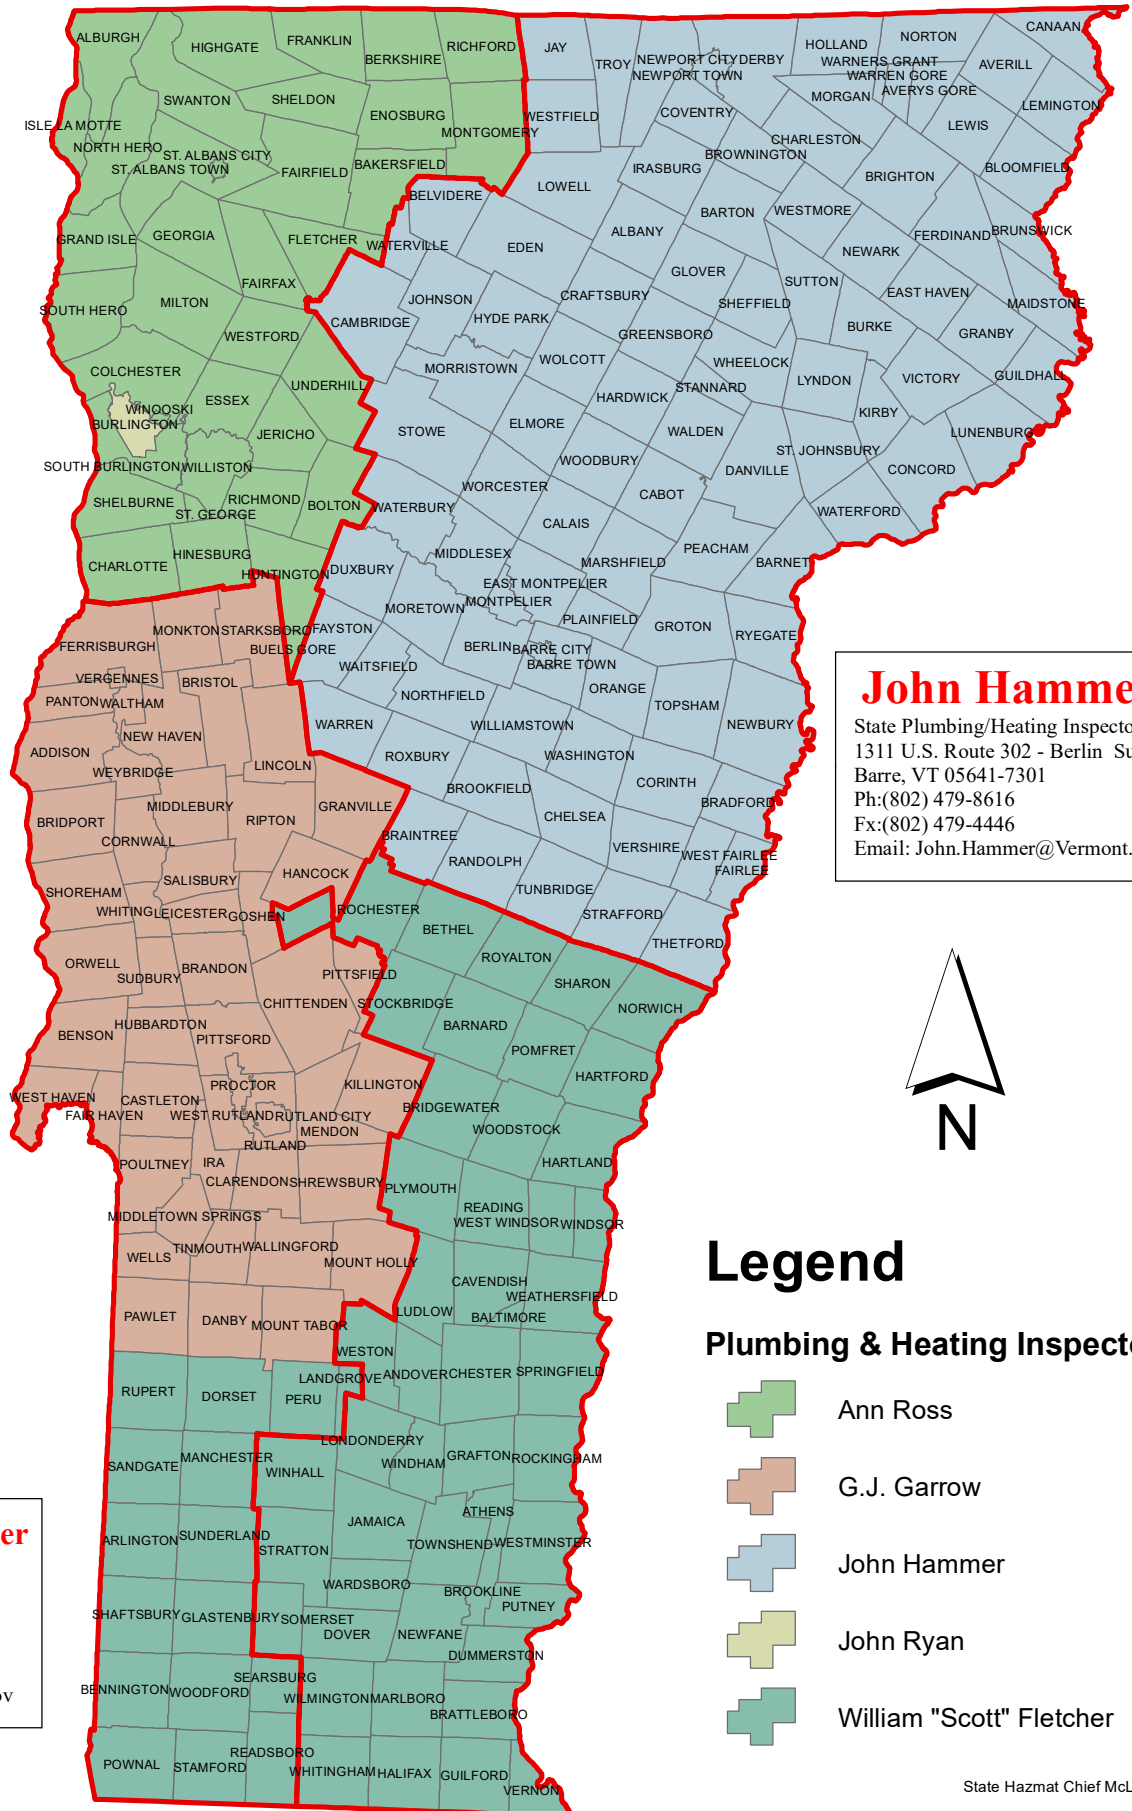 ALBURGH
HIGHGATE
FRANKLIN
BERKSHIRE
RICHFORD
JAY
TROY
NEWPORT CITY
DERBY
NEWPORT TOWN
HOLLAND
NORTON
CANAAN
WARNERS GRANT
WARREN GORE
AVERYS GORE
AVERILL
MORGAN
LEMINGTON
SWANTON
SHELDON
ENOSBURG
MONTGOMERY
WESTFIELD
COVENTRY
CHARLESTON
LEWIS
ISLE LA MOTTE
NORTH HERO
ST. ALBANS CITY
ST. ALBANS TOWN
FAIRFIELD
BAKERSFIELD
BROWNINGTON
IRASBURG
BRIGHTON
BLOOMFIELD
BELVIDERE
LOWELL
BARTON
WESTMORE
GRAND ISLE
GEORGIA
FLETCHER
WATERVILLE
EDEN
ALBANY
NEWARK
FERDINAND
BRUNSWICK
FAIRFAX
GLOVER
SUTTON
EAST HAVEN
MAIDSTONE
SOUTH HERO
MILTON
JOHNSON
CRAFTSBURY
SHEFFIELD
CAMBRIDGE
HYDE PARK
GREENSBORO
BURKE
GRANBY
WESTFORD
MORRISTOWN
WOLCOTT
WHEELOCK
COLCHESTER
UNDERHILL
STANNARD
LYNDON
VICTORY
GUILDHALL
ESSEX
HARDWICK
KIRBY
WINOOSKI
BURLINGTON
JERICHO
STOWE
ELMORE
WALDEN
LUNENBURG
ST. JOHNSBURY
SOUTH BURLINGTON
WILLISTON
WOODBURY
DANVILLE
CONCORD
SHELBURNE
RICHMOND
ST. GEORGE
BOLTON
WATERBURY
WORCESTER
CABOT
WATERFORD
CALAIS
HINESBURG
CHARLOTTE
HUNTINGTON
DUXBURY
MIDDLESEX
MARSHFIELD
PEACHAM
BARNET
EAST MONTPELIER
MORETOWN
MONTPELIER
PLAINFIELD
FERRISBURGH
MONKTON
STARKSBORO
FAYSTON
GROTON
RYEGATE
BUELS GORE
BERLIN
BARRE CITY
BARRE TOWN
WAITSFIELD
VERGENNES
BRISTOL
ORANGE
PANTON
WALTHAM
NORTHFIELD
TOPSHAM
NEW HAVEN
WARREN
WILLIAMSTOWN
NEWBURY
ADDISON
WEYBRIDGE
LINCOLN
ROXBURY
WASHINGTON
CORINTH
BROOKFIELD
BRADFORD
MIDDLEBURY
GRANVILLE
BRIDPORT
RIPTON
CHELSEA
CORNWALL
BRAINTREE
VERSHIRE
WEST FAIRLEE
FAIRLEE
RANDOLPH
SALISBURY
HANCOCK
SHOREHAM
TUNBRIDGE
WHITING
LEICESTER
GOSHEN
ROCHESTER
STRAFFORD
BETHEL
THETFORD
ORWELL
SUDBURY
BRANDON
PITTSFIELD
ROYALTON
SHARON
CHITTENDEN
STOCKBRIDGE
NORWICH
HUBBARDTON
BENSON
PITTSFORD
BARNARD
POMFRET
PROCTOR
KILLINGTON
HARTFORD
WEST HAVEN
CASTLETON
BRIDGEWATER
FAIR HAVEN
WEST RUTLAND
RUTLAND CITY
MENDON
WOODSTOCK
RUTLAND
POULTNEY
IRA
HARTLAND
CLARENDON
SHREWSBURY
PLYMOUTH
MIDDLETOWN SPRINGS
READING
WEST WINDSOR
WINDSOR
WELLS
TINMOUTH
WALLINGFORD
MOUNT HOLLY
CAVENDISH
WEATHERSFIELD
PAWLET
DANBY
MOUNT TABOR
LUDLOW
BALTIMORE
WESTON
RUPERT
DORSET
PERU
LANDGROVE
ANDOVER
CHESTER
SPRINGFIELD
LONDONDERRY
SANDGATE
MANCHESTER
WINHALL
WINDHAM
GRAFTON
ROCKINGHAM
ATHENS
JAMAICA
ARLINGTON
SUNDERLAND
STRATTON
TOWNSHEND
WESTMINSTER
WARDSBORO
BROOKLINE
PUTNEY
SHAFTSBURY
GLASTENBURY
SOMERSET
DOVER
NEWFANE
DUMMERSTON
SEARSBURG
BENNINGTON
WOODFORD
WILMINGTON
MARLBORO
BRATTLEBORO
READSBORO
POWNAL
STAMFORD
WHITINGHAM
HALIFAX
GUILFORD
VERNON
John Hamme
State Plumbing/Heating Inspecto
1311 U.S. Route 302 - Berlin Su
Barre, VT 05641-7301
Ph:(802) 479-8616
Fx:(802) 479-4446
Email: John.Hammer@Vermont.
N
Legend
Plumbing & Heating Inspect
Ann Ross
G.J. Garrow
John Hammer
John Ryan
William "Scott" Fletcher
er
ov
State Hazmat Chief McL